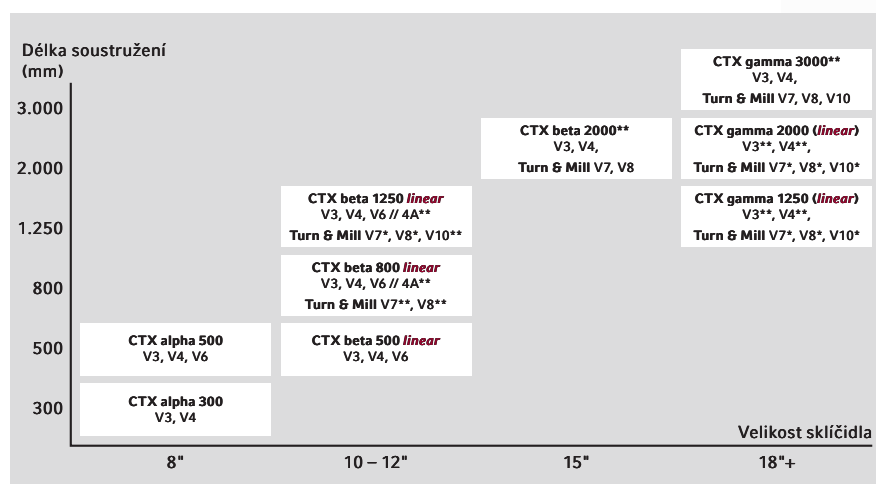 Délka soustružení
(mm)
CTX gamma 3000**
V3, V4,
Turn & Mill V7, V8, V10
3.000
CTX beta 2000**
V3, V4,
Turn & Mill V7, V8
CTX gamma 2000 (linear)
V3**, V4**,
Turn & Mill V7*, V8*, V10*
2.000
CTX beta 1250 linear
V3, V4, V6 // 4A**
Turn & Mill V7*, V8*, V10**
CTX gamma 1250 (linear)
V3**, V4**,
Turn & Mill V7*, V8*, V10*
1.250
CTX beta 800 linear
V3, V4, V6 // 4A**
Turn & Mill V7**, V8**
800
CTX alpha 500
V3, V4, V6
CTX beta 500 linear
V3, V4, V6
500
CTX alpha 300
V3, V4
300
Velikost sklíčidla
8"
10 – 12"
15"
18"+